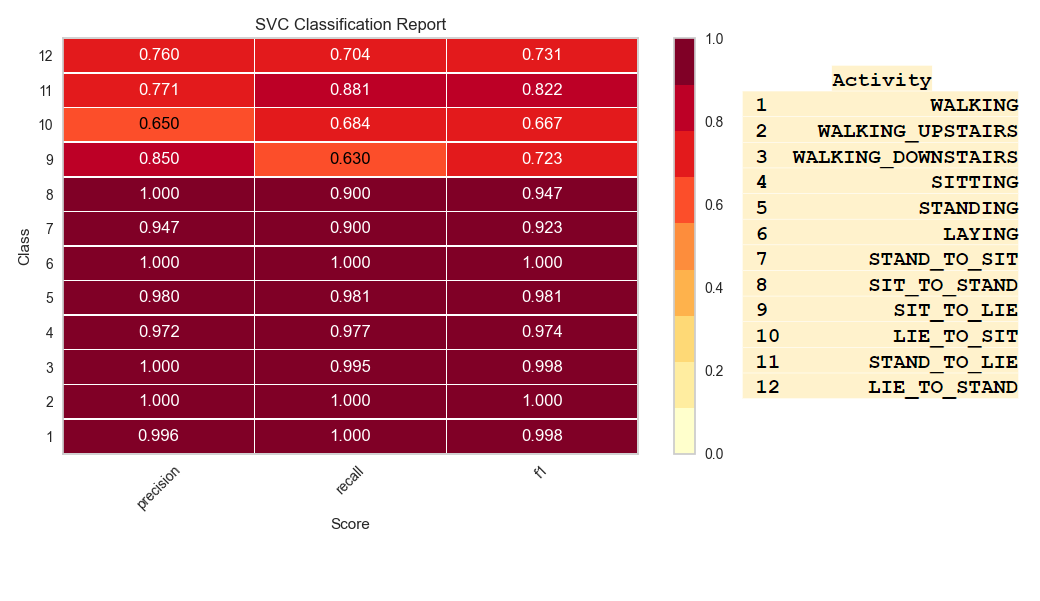 SVC Classification Report
12 0.760 0.704 0.731
11 0.771 0.881 0.822
10 0.650 0.684 0.667
9 0.850 0.630 0.723
8 1.000 0.900 0.947
7 0.947 0.900 0.923
6 1.000 1.000 1.000
5 0.980 0.981 0.981
4 0.972 0.977 0.974
3 1.000 0.995 0.998
2 1.000 1.000 1.000
1 0.996 1.000 0.998
Class
precision recall f1
Score
1.0
0.8
0.6
0.4
0.2
0.0
Activity
1 WALKING
2 WALKING_UPSTAIRS
3 WALKING_DOWNSTAIRS
4 SITTING
5 STANDING
6 LAYING
7 STAND_TO_SIT
8 SIT_TO_STAND
9 SIT_TO_LIE
10 LIE_TO_SIT
11 STAND_TO_LIE
12 LIE_TO_STAND